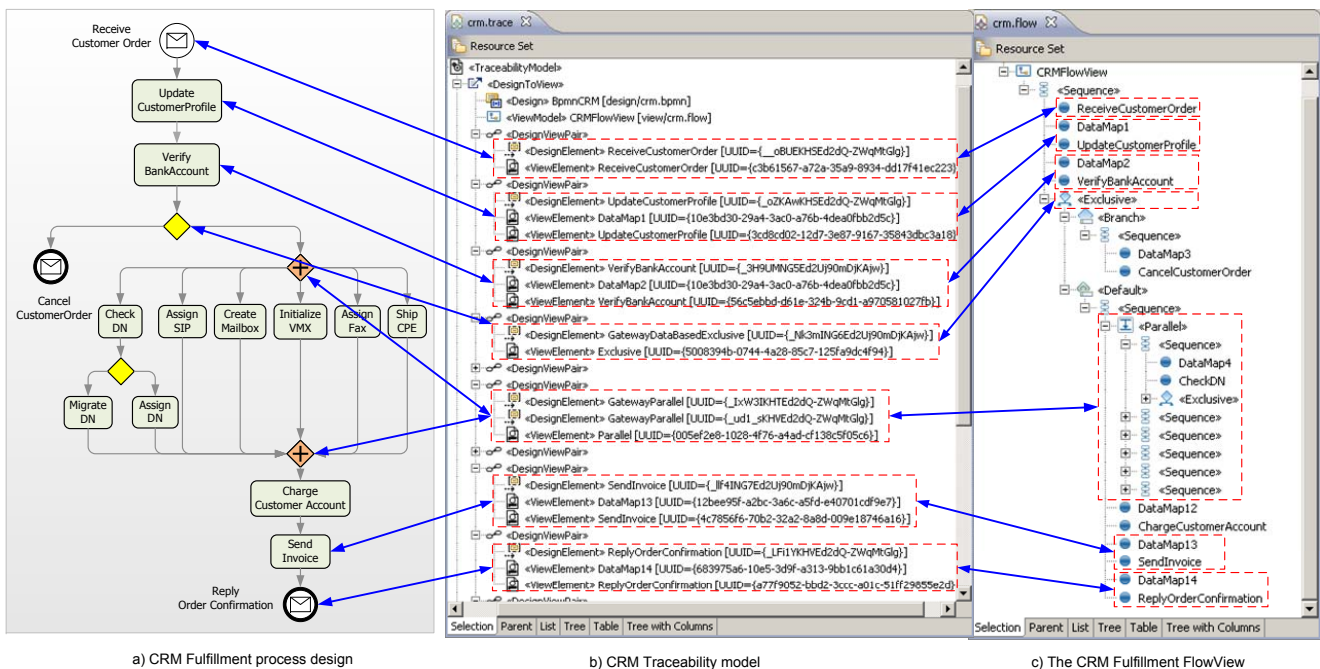 Receive
Customer Order
Update
CustomerProfile
Verify
BankAccount
Cancel
CustomerOrder
Check
DN
Assign
SIP
Create
Mailbox
Initialize
VMX
Assign
Fax
Ship
CPE
Migrate
DN
Assign
DN
Charge
Customer Account
Send
Invoice
Reply
Order Confirmation
a) CRM Fulfillment process design
crm.trace
Resource Set
«TraceabilityModel»
«DesignToView»
«Design» BpmnCRM [design/crm.bpmn]
«ViewModel» CRMFlowView [view/crm.flow]
«DesignViewPair»
«DesignElement» ReceiveCustomerOrder [UUID={__oBUEKHSEd2dQ-ZWqMtGlg}]
«ViewElement» ReceiveCustomerOrder [UUID={c3b61567-a72a-35a9-8934-dd17f41ec223}
«DesignViewPair»
«DesignElement» UpdateCustomerProfile [UUID={_oZKAwKHSEd2dQ-ZWqMtGlg}]
«ViewElement» DataMap1 [UUID={10e3bd30-29a4-3ac0-a76b-4dea0fbb2d5c}]
«ViewElement» UpdateCustomerProfile [UUID={3cd8cd02-12d7-3e87-9167-35843dbc3a18}
«DesignViewPair»
«DesignElement» VerifyBankAccount [UUID={_3H9UMNG5Ed2Uj90mDjKAjw}]
«ViewElement» DataMap2 [UUID={10e3bd30-29a4-3ac0-a76b-4dea0fbb2d5c}]
«ViewElement» VerifyBankAccount [UUID={56c5ebbd-d61e-324b-9cd1-a970581027fb}]
«DesignViewPair»
«DesignElement» GatewayDataBasedExclusive [UUID={_Nk3mING6Ed2Uj90mDjKAjw}]
«ViewElement» Exclusive [UUID={5008394b-0744-4a28-85c7-125fa9dc4f94}]
«DesignViewPair»
«DesignViewPair»
«DesignElement» GatewayParallel [UUID={_IxW3IKHTEd2dQ-ZWqMtGlg}]
«DesignElement» GatewayParallel [UUID={_ud1_sKHVEd2dQ-ZWqMtGlg}]
«ViewElement» Parallel [UUID={005ef2e8-1028-4f76-a4ad-cf138c5f05c6}]
«DesignViewPair»
«DesignViewPair»
«DesignElement» SendInvoice [UUID={_llf4ING7Ed2Uj90mDjKAjw}]
«ViewElement» DataMap13 [UUID={12bee95f-a2bc-3a6c-a5fd-e40701cdf9e7}]
«ViewElement» SendInvoice [UUID={4c7856f6-70b2-32a2-8a8d-009e18746a16}]
«DesignViewPair»
«DesignElement» ReplyOrderConfirmation [UUID={_LFi1YKHVEd2dQ-ZWqMtGlg}]
«ViewElement» DataMap14 [UUID={683975a6-10e5-3d9f-a313-9bb1c61a30d4}]
«ViewElement» ReplyOrderConfirmation [UUID={a77f9052-bbd2-3ccc-a01c-51ff29855e2d}
«DesignViewPair»
Selection Parent List Tree Table Tree with Columns
b) CRM Traceability model
crm.flow
Resource Set
CRMFlowView
«Sequence»
ReceiveCustomerOrder
DataMap1
UpdateCustomerProfile
DataMap2
VerifyBankAccount
«Exclusive»
«Branch»
«Sequence»
DataMap3
CancelCustomerOrder
«Default»
«Sequence»
«Parallel»
«Sequence»
DataMap4
CheckDN
«Exclusive»
«Sequence»
«Sequence»
«Sequence»
«Sequence»
«Sequence»
DataMap12
ChargeCustomerAccount
DataMap13
SendInvoice
DataMap14
ReplyOrderConfirmation
Selection Parent List Tree Table Tree with Columns
c) The CRM Fulfillment FlowView